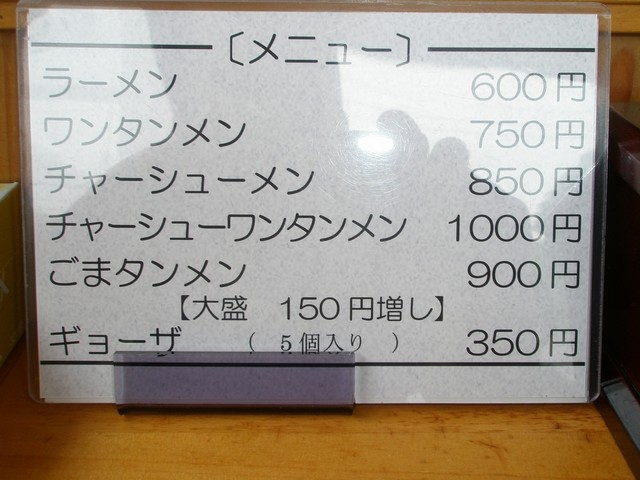 〔メニュー〕
ラーメン 600円
ワンタンメン 750円
チャーシューメン 850円
チャーシューワンタンメン 1000円
ごまタンメン 900円
【大盛 150円増し】
ギョーザ （ 5個入り ） 350円